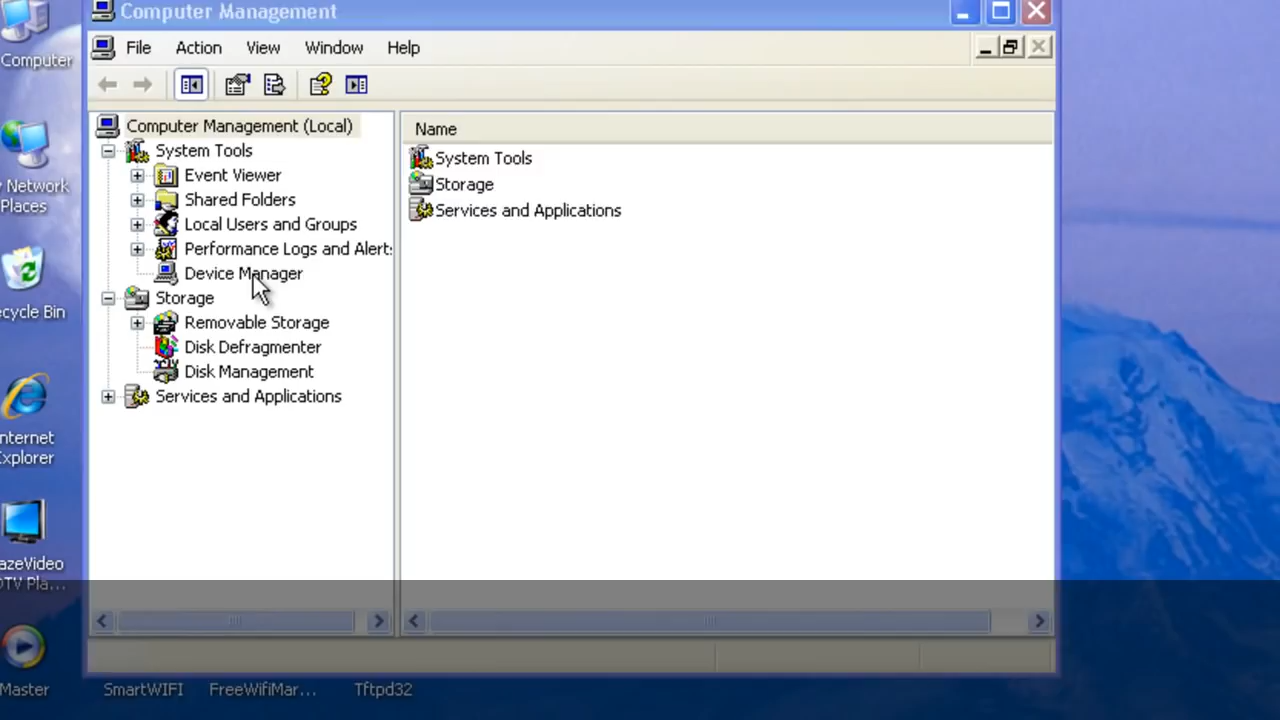 Computer Management
File Action View Window Help
Computer Management (Local)
System Tools
Event Viewer
Shared Folders
Local Users and Groups
Performance Logs and Alert
Device Manager
Storage
Removable Storage
Disk Defragmenter
Disk Management
Services and Applications
Name
System Tools
Storage
Services and Applications
Computer
Network
Places
ecycle Bin
nternet
Explorer
azeVideo
DTV Pla...
Master
SmartWIFI
FreeWifiMar...
Tftpd32